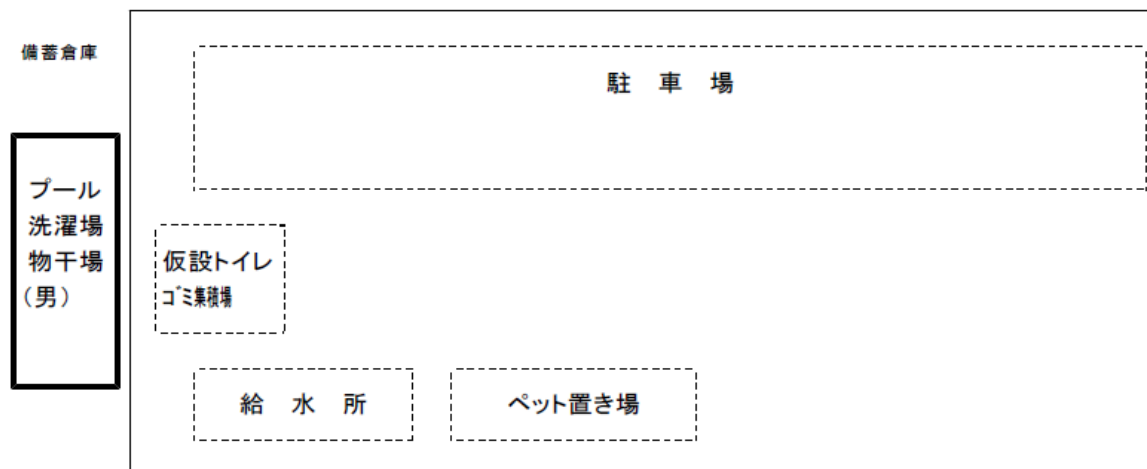 備蓄倉庫
駐 車 場
プール
洗濯場
物干場
(男)
仮設トイレ
ゴミ集積場
給 水 所
ペット置き場